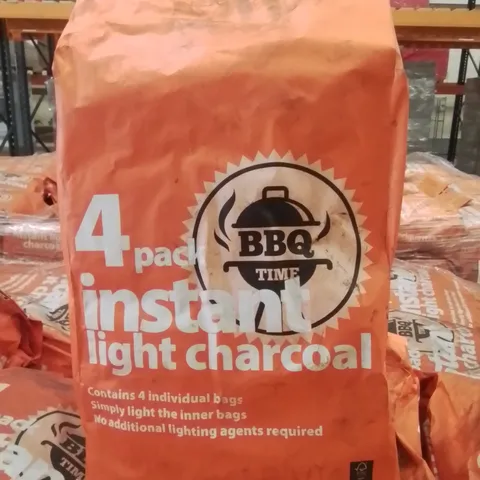 BBQ
TIME
4 pack
instant
light charcoal
Contains 4 individual bags
Simply light the inner bags
No additional lighting agents required